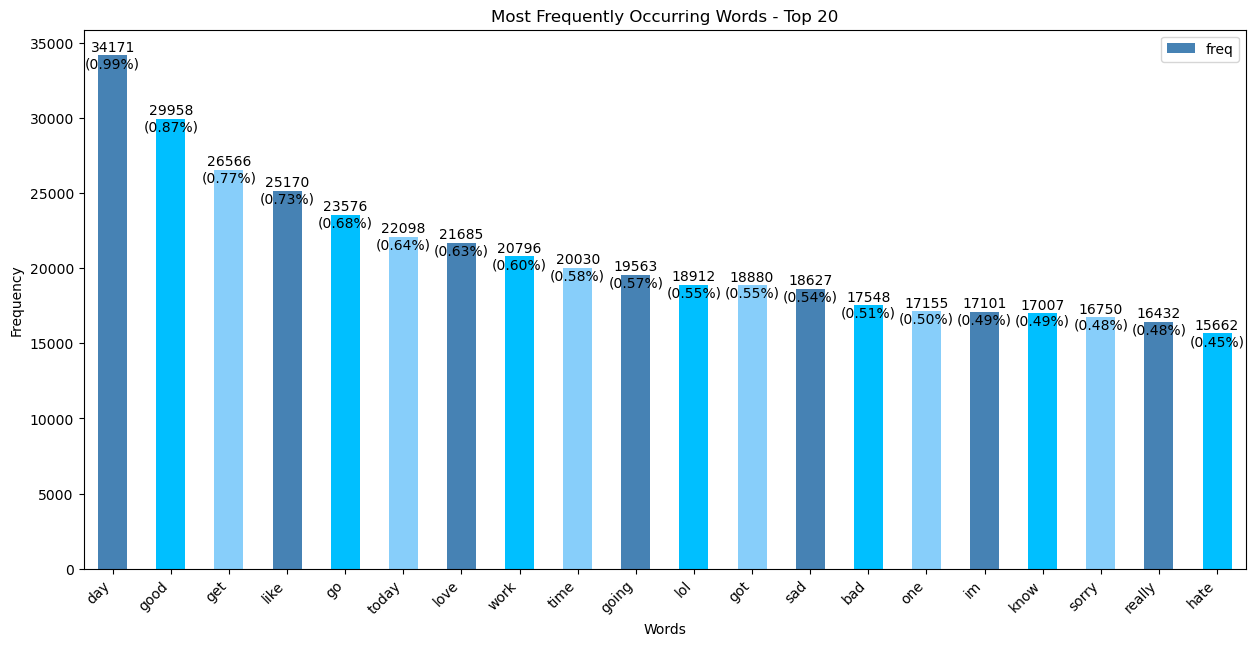 Most Frequently Occurring Words - Top 20
freq
Frequency
35000
30000
25000
20000
15000
10000
5000
0
34171
(0.99%)
29958
(0.87%)
26566
(0.77%)
25170
(0.73%)
23576
(0.68%)
22098
(0.64%)
21685
(0.63%)
20796
(0.60%)
20030
(0.58%)
19563
(0.57%)
18912
(0.55%)
18880
(0.55%)
18627
(0.54%)
17548
(0.51%)
17155
(0.50%)
17101
(0.49%)
17007
(0.49%)
16750
(0.48%)
16432
(0.48%)
15662
(0.45%)
day
good
get
like
go
today
love
work
time
going
lol
got
sad
bad
one
im
know
sorry
really
hate
Words